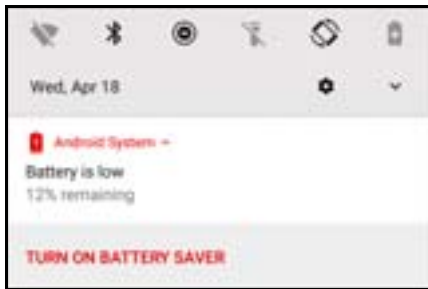 Wed, Apr 18
Android System
Battery is low
12% remaining
TURN ON BATTERY SAVER